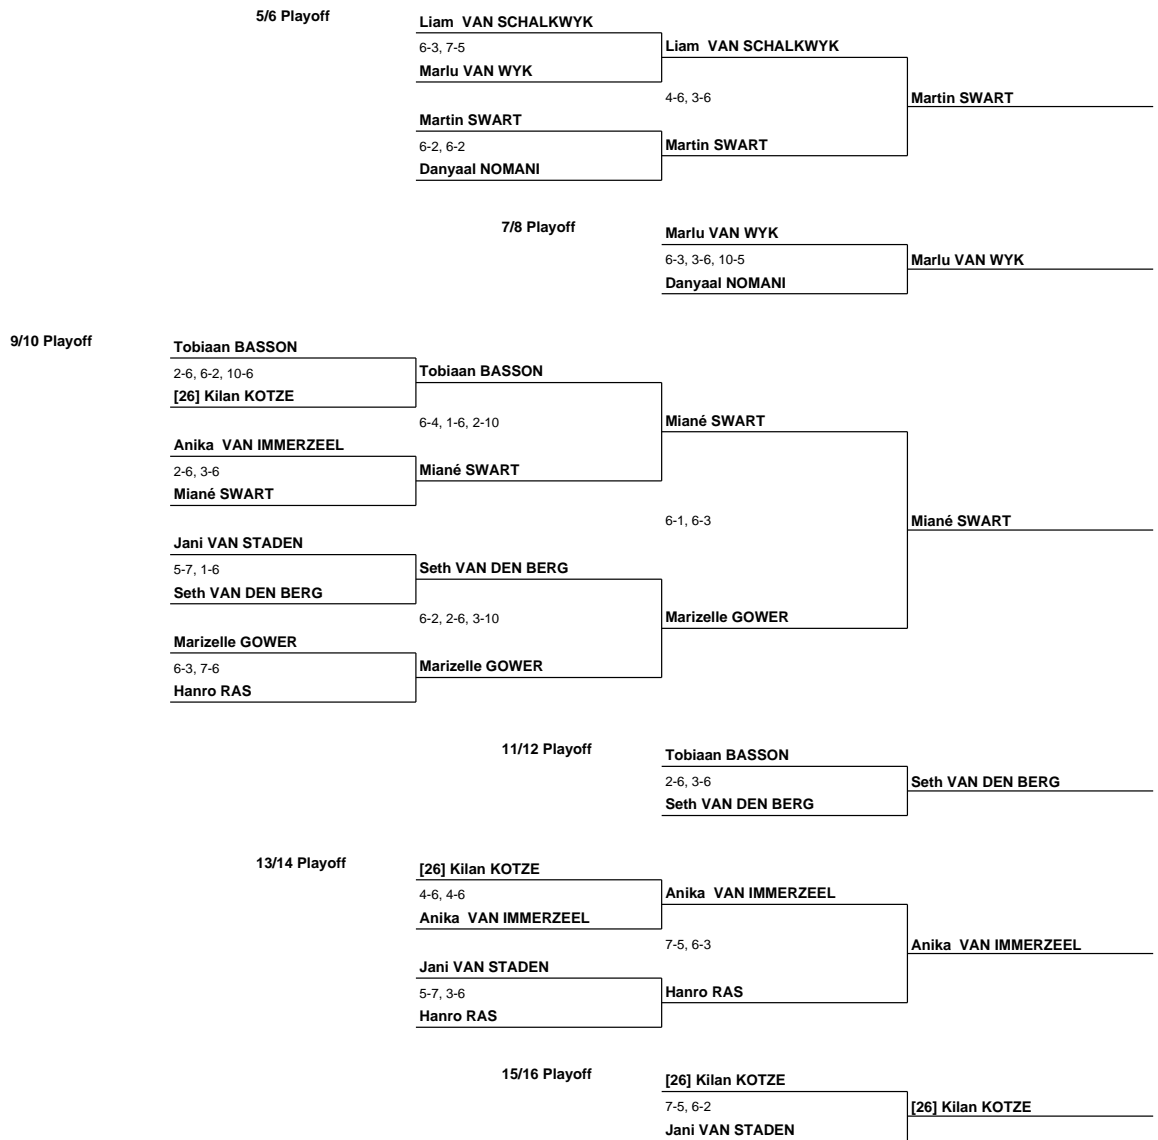 5/6 Playoff
Liam  VAN SCHALKWYK
6-3, 7-5
Liam  VAN SCHALKWYK
Marlu VAN WYK
4-6, 3-6
Martin SWART
Martin SWART
6-2, 6-2
Martin SWART
Danyaal NOMANI
7/8 Playoff
Marlu VAN WYK
6-3, 3-6, 10-5
Marlu VAN WYK
Danyaal NOMANI
9/10 Playoff
Tobiaan BASSON
2-6, 6-2, 10-6
Tobiaan BASSON
[26] Kilan KOTZE
6-4, 1-6, 2-10
Miané SWART
Anika  VAN IMMERZEEL
2-6, 3-6
Miané SWART
Miané SWART
6-1, 6-3
Miané SWART
Jani VAN STADEN
5-7, 1-6
Seth VAN DEN BERG
Seth VAN DEN BERG
6-2, 2-6, 3-10
Marizelle GOWER
Marizelle GOWER
6-3, 7-6
Marizelle GOWER
Hanro RAS
11/12 Playoff
Tobiaan BASSON
2-6, 3-6
Seth VAN DEN BERG
Seth VAN DEN BERG
13/14 Playoff
[26] Kilan KOTZE
4-6, 4-6
Anika  VAN IMMERZEEL
Anika  VAN IMMERZEEL
7-5, 6-3
Anika  VAN IMMERZEEL
Jani VAN STADEN
5-7, 3-6
Hanro RAS
Hanro RAS
15/16 Playoff
[26] Kilan KOTZE
7-5, 6-2
[26] Kilan KOTZE
Jani VAN STADEN